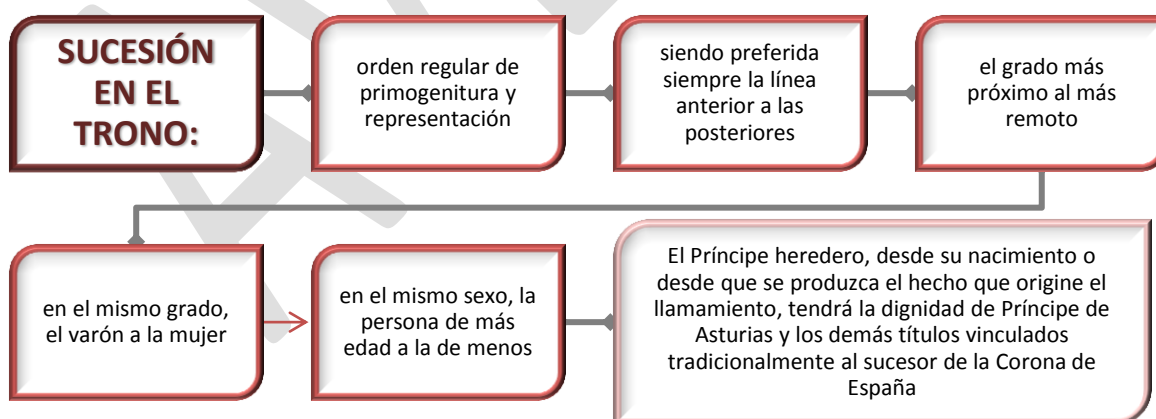 SUCESIÓN
EN EL
TRONO:
orden regular de
primogenitura y
representación
siendo preferida
siempre la línea
anterior a las
posteriores
el grado más
próximo al más
remoto
en el mismo grado,
el varón a la mujer
en el mismo sexo, la
persona de más
edad a la de menos
El Príncipe heredero, desde su nacimiento o
desde que se produzca el hecho que origine el
llamamiento, tendrá la dignidad de Príncipe de
Asturias y los demás títulos vinculados
tradicionalmente al sucesor de la Corona de
España